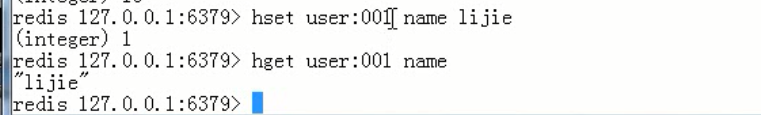 redis 127.0.0.1:6379> hset user:001 name lijie
(integer) 1
redis 127.0.0.1:6379> hget user:001 name
"lijie"
redis 127.0.0.1:6379>